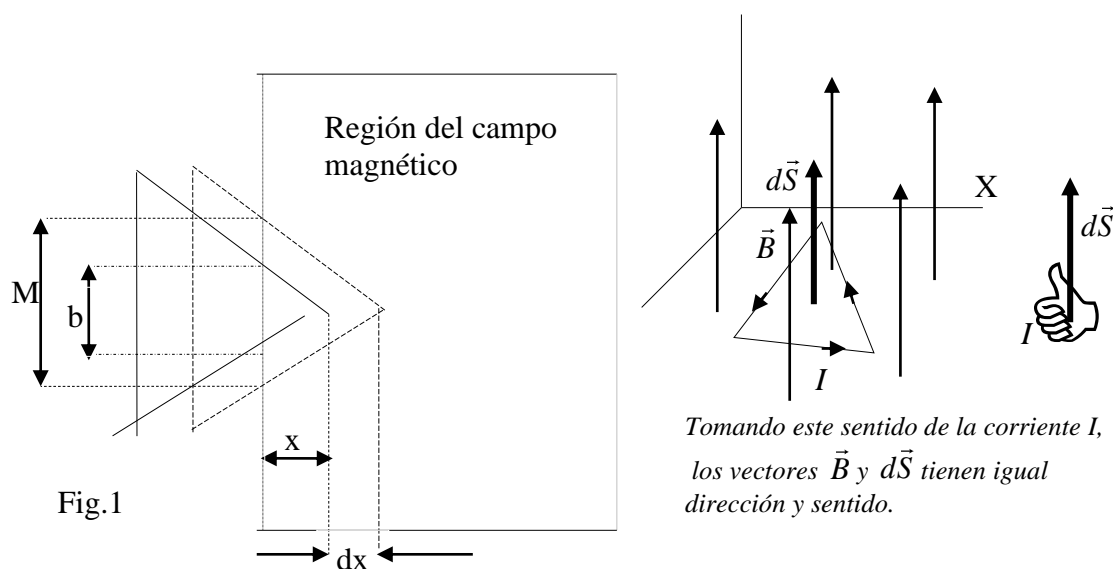 Región del campo
magnético
M
b
x
Fig.1
dx
X
dS⃗
B⃗
I
dS⃗
I
Tomando este sentido de la corriente I,
los vectores B⃗ y dS⃗ tienen igual
dirección y sentido.